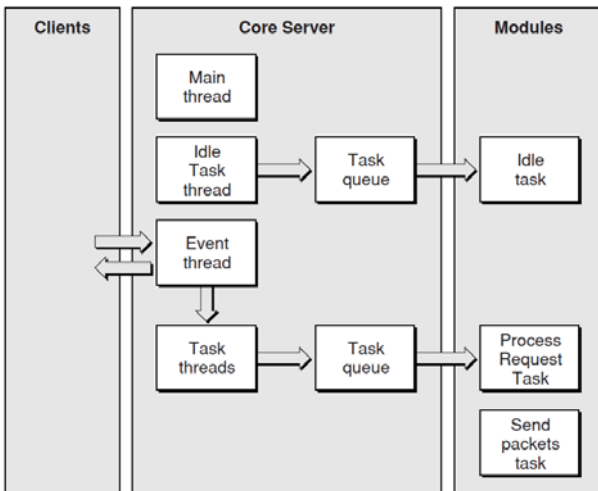 Clients
Core Server
Modules
Main
thread
Idle
Task
thread
Task
queue
Idle
task
Event
thread
Task
threads
Task
queue
Process
Request
Task
Send
packets
task